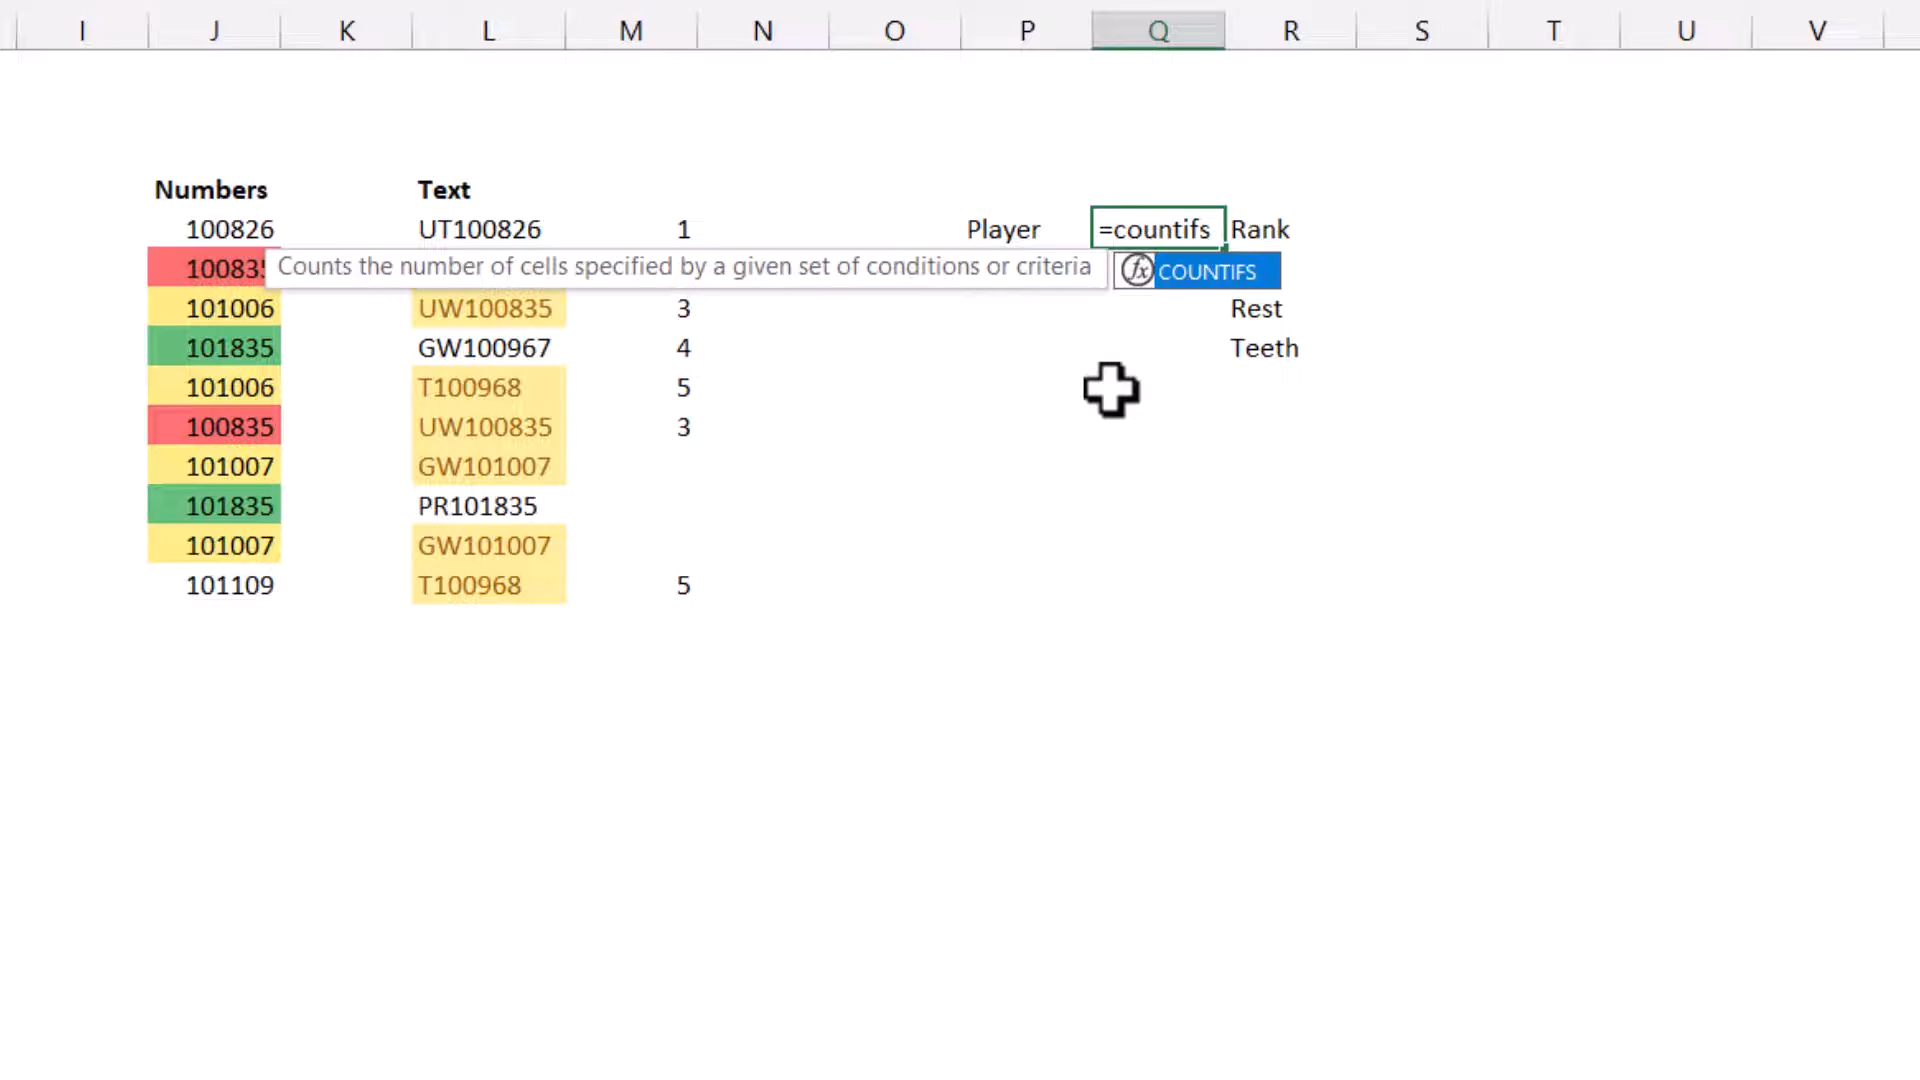 I J K L M N O P Q R S T U V
Numbers Text
100826 UT100826 1 Player =countifs Rank
10083 Counts the number of cells specified by a given set of conditions or criteria fx COUNTIFS
101006 UW100835 3 Rest
101835 GW100967 4 Teeth
101006 T100968 5
100835 UW100835 3
101007 GW101007
101835 PR101835
101007 GW101007
101109 T100968 5